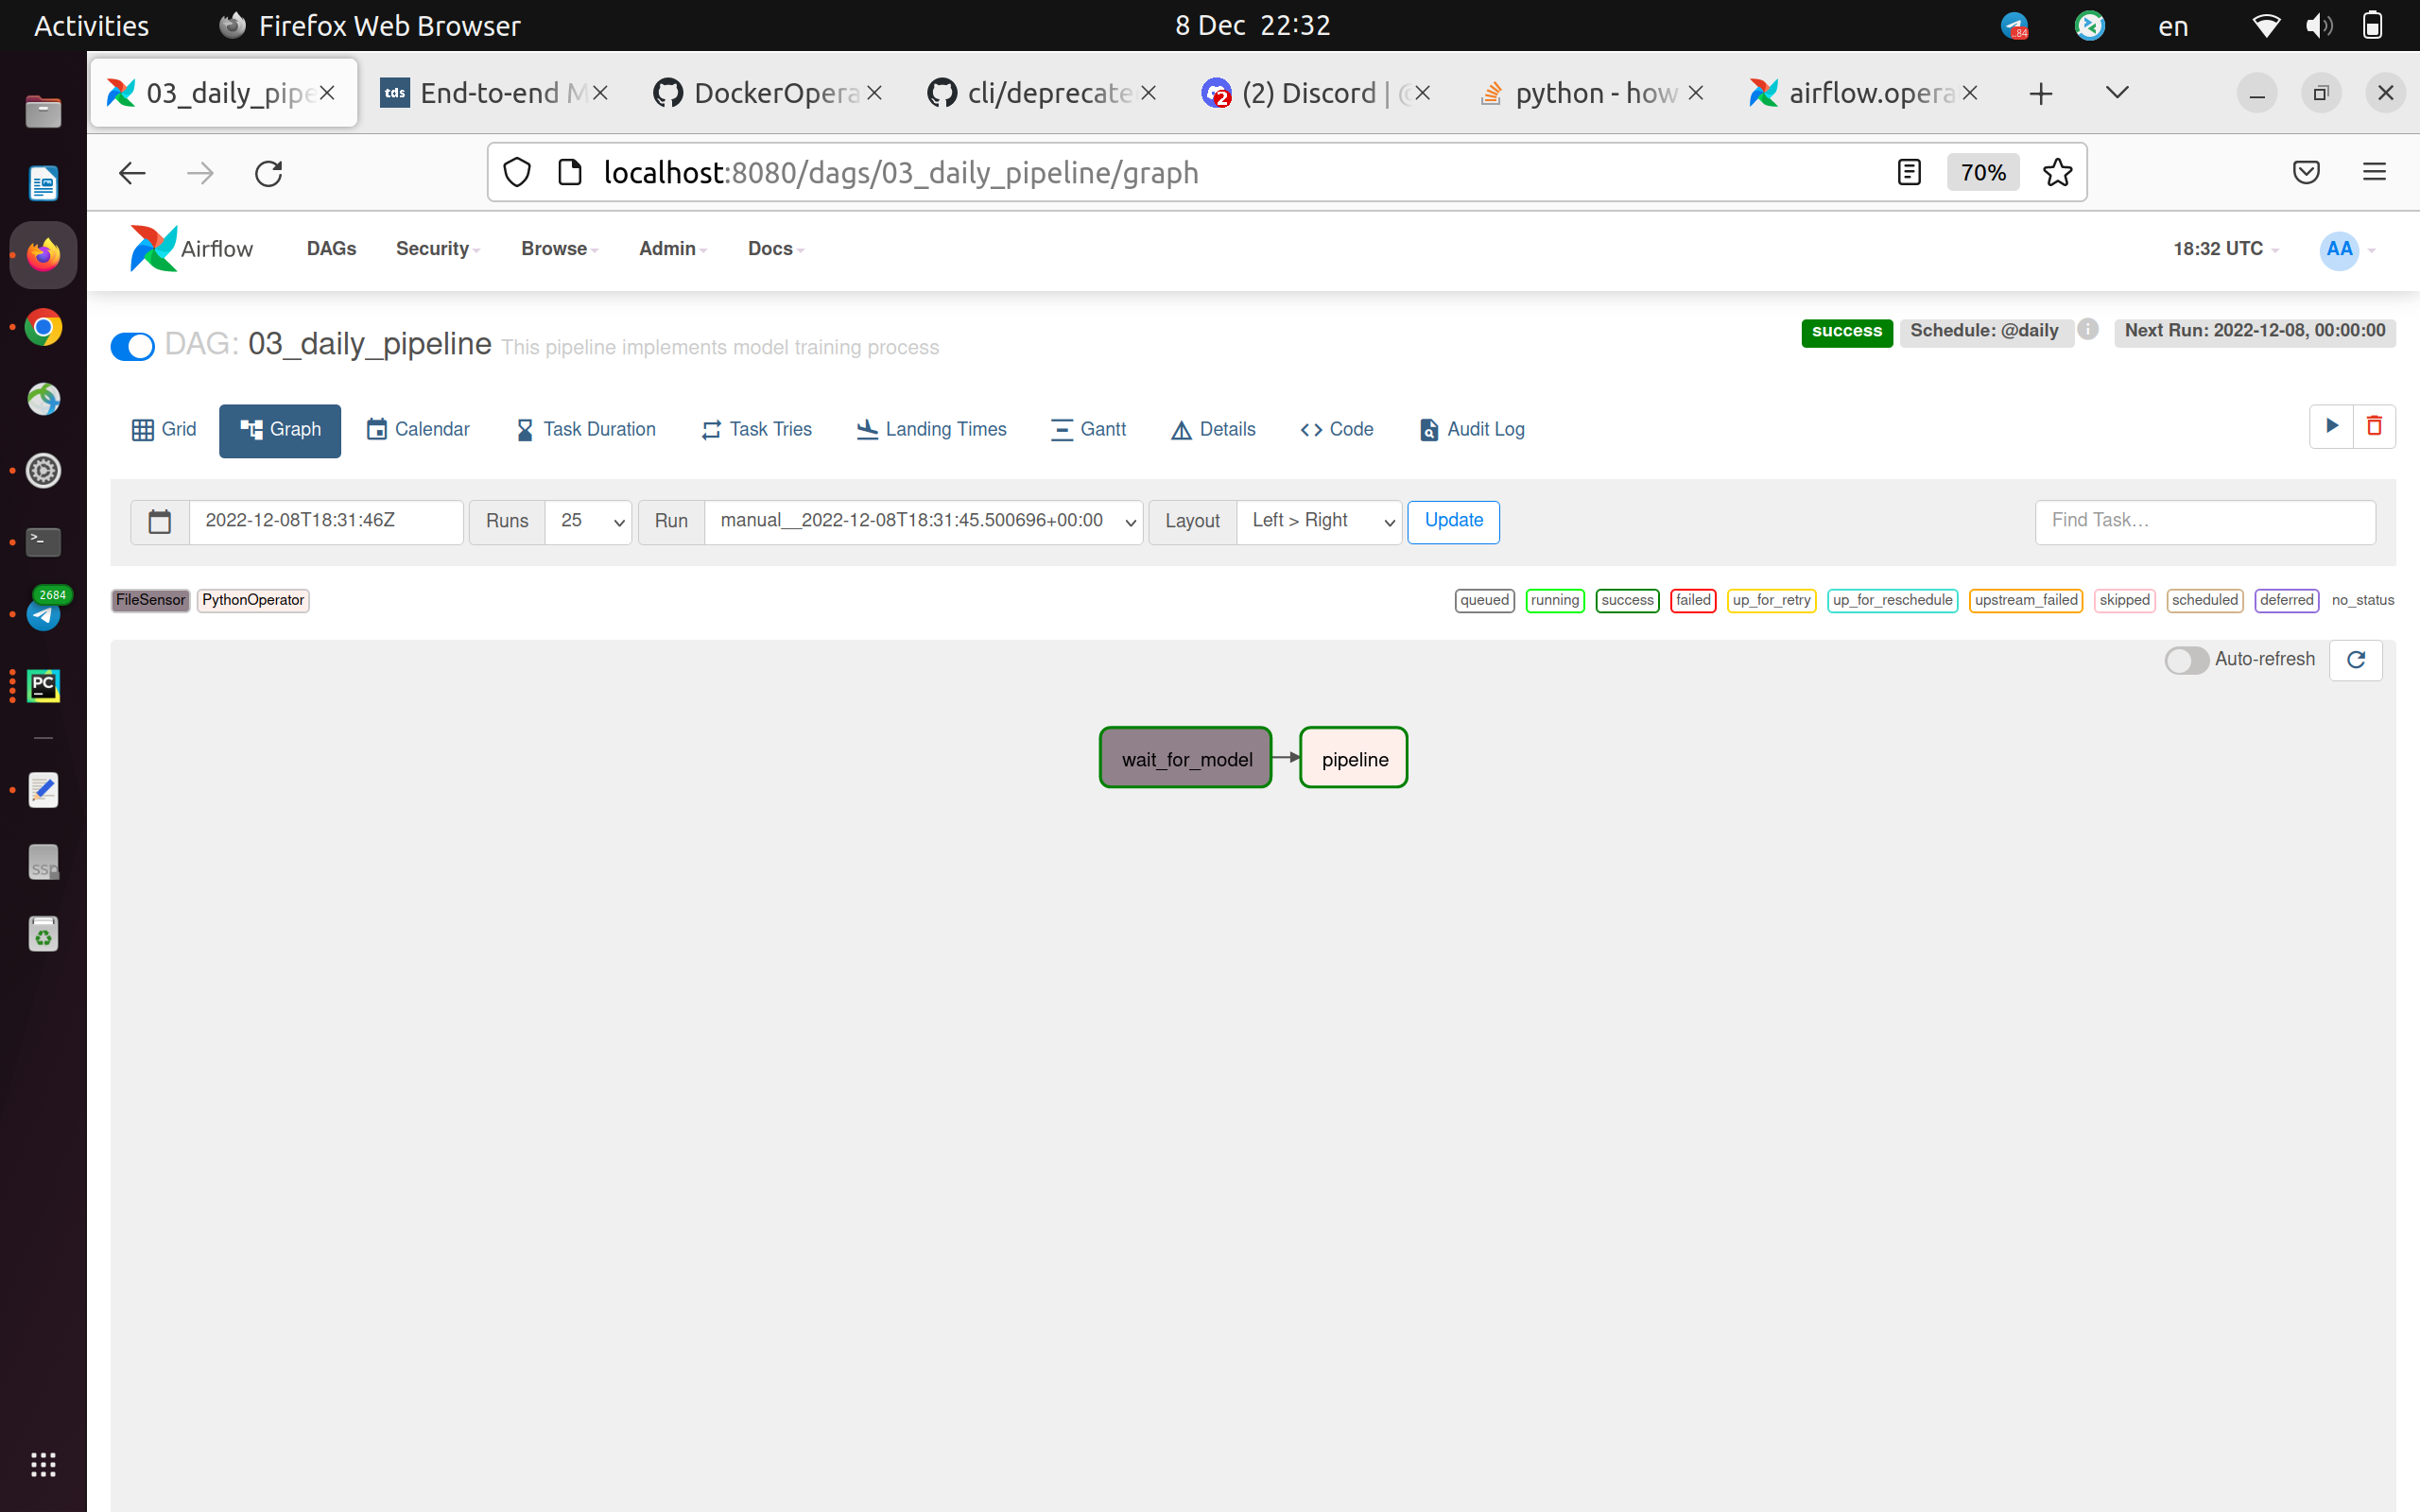 Activities Firefox Web Browser 8 Dec 22:32 84 en
03_daily_pipe tds End-to-end M DockerOpera cli/deprecate (2) Discord | python - how airflow.opera
localhost:8080/dags/03_daily_pipeline/graph 70%
Airflow DAGs Security Browse Admin Docs 18:32 UTC AA
DAG: 03_daily_pipeline This pipeline implements model training process success Schedule: @daily i Next Run: 2022-12-08, 00:00:00
Grid Graph Calendar Task Duration Task Tries Landing Times Gantt Details Code Audit Log
2022-12-08T18:31:46Z Runs 25 Run manual__2022-12-08T18:31:45.500696+00:00 Layout Left > Right Update Find Task...
2684
FileSensor PythonOperator queued running success failed up_for_retry up_for_reschedule upstream_failed skipped scheduled deferred no_status
Auto-refresh
PC
wait_for_model pipeline
SSD